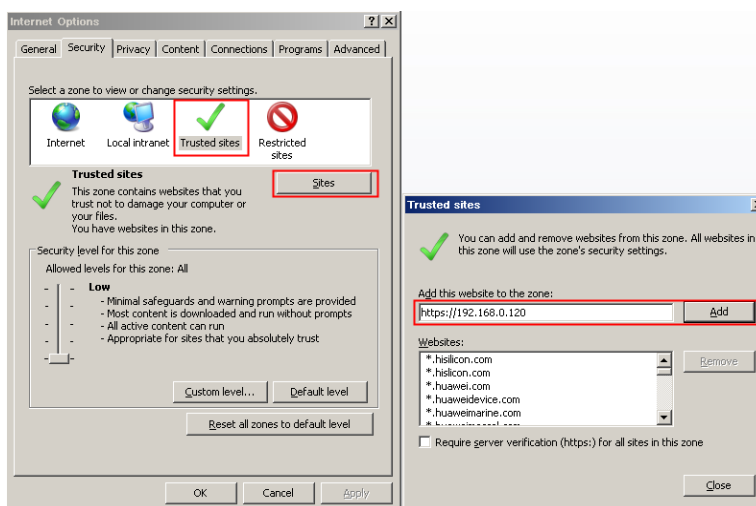 Internet Options
General Security Privacy Content Connections Programs Advanced
Select a zone to view or change security settings.
Internet Local intranet Trusted sites Restricted
sites
Trusted sites
This zone contains websites that you
trust not to damage your computer or
your files.
You have websites in this zone.
Sites
Security level for this zone
Allowed levels for this zone: All
Low
- Minimal safeguards and warning prompts are provided
- Most content is downloaded and run without prompts
- All active content can run
- Appropriate for sites that you absolutely trust
Custom level... Default level
Reset all zones to default level
OK Cancel Apply
Trusted sites
You can add and remove websites from this zone. All websites in
this zone will use the zone's security settings.
Add this website to the zone:
https://192.168.0.120 Add
Websites:
*.hisilicon.com Remove
*.hislicon.com
*.huawei.com
*.huaweidevice.com
*.huaweimarine.com
Require server verification (https:) for all sites in this zone
Close